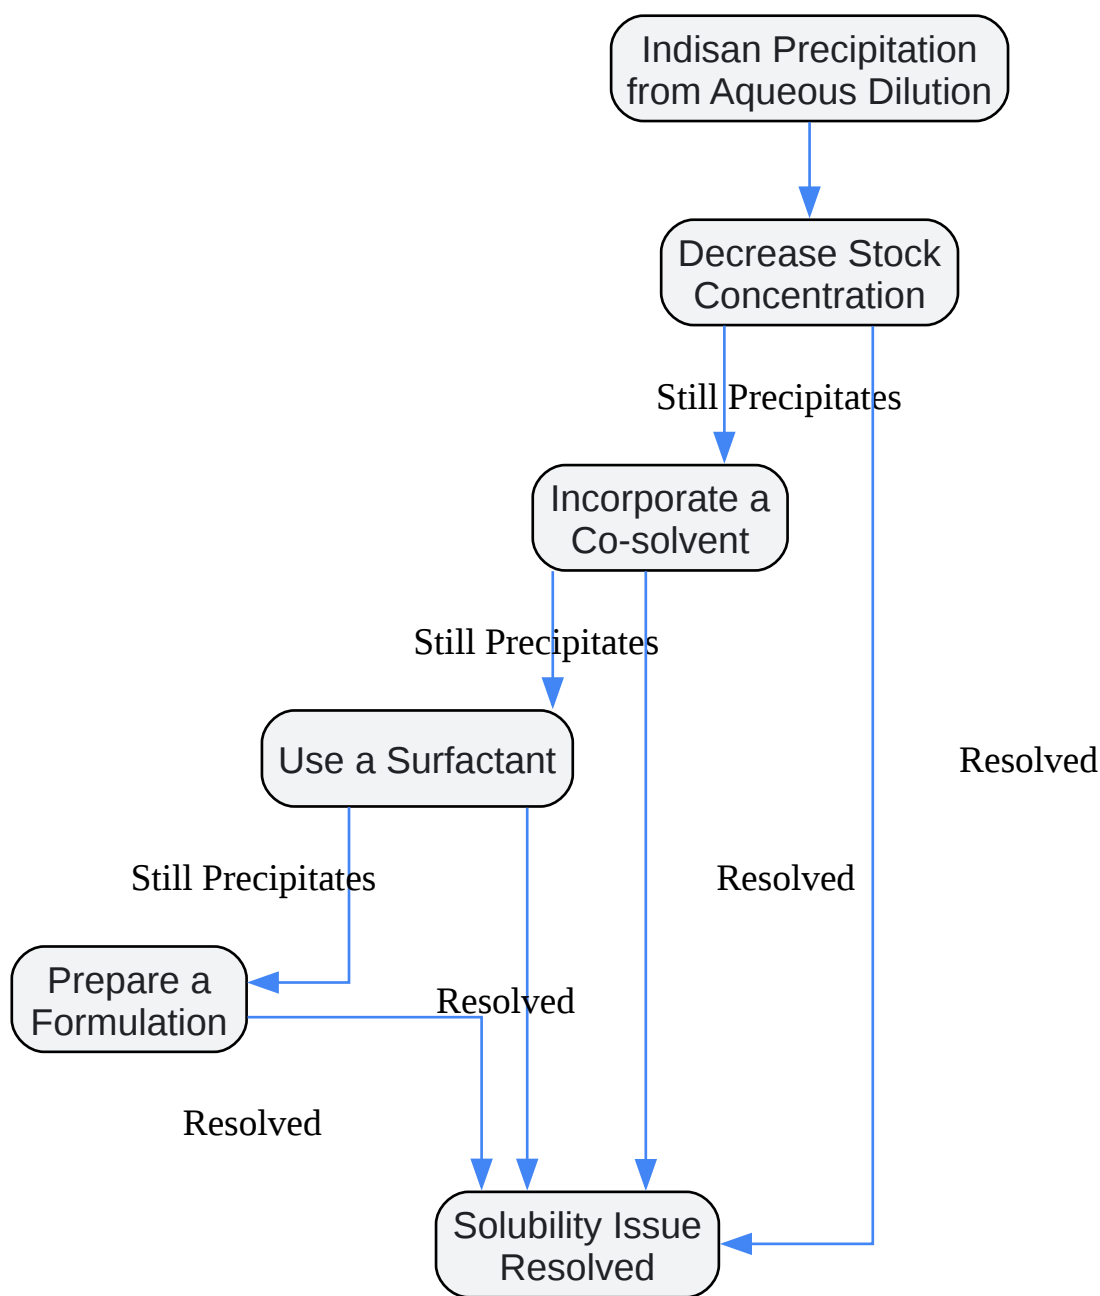 Indisan Precipitation
from Aqueous Dilution
Decrease Stock
Concentration
Still Precipitates
Incorporate a
Co-solvent
Still Precipitates
Use a Surfactant
Resolved
Still Precipitates
Resolved
Prepare a
Formulation
Resolved
Resolved
Solubility Issue
Resolved